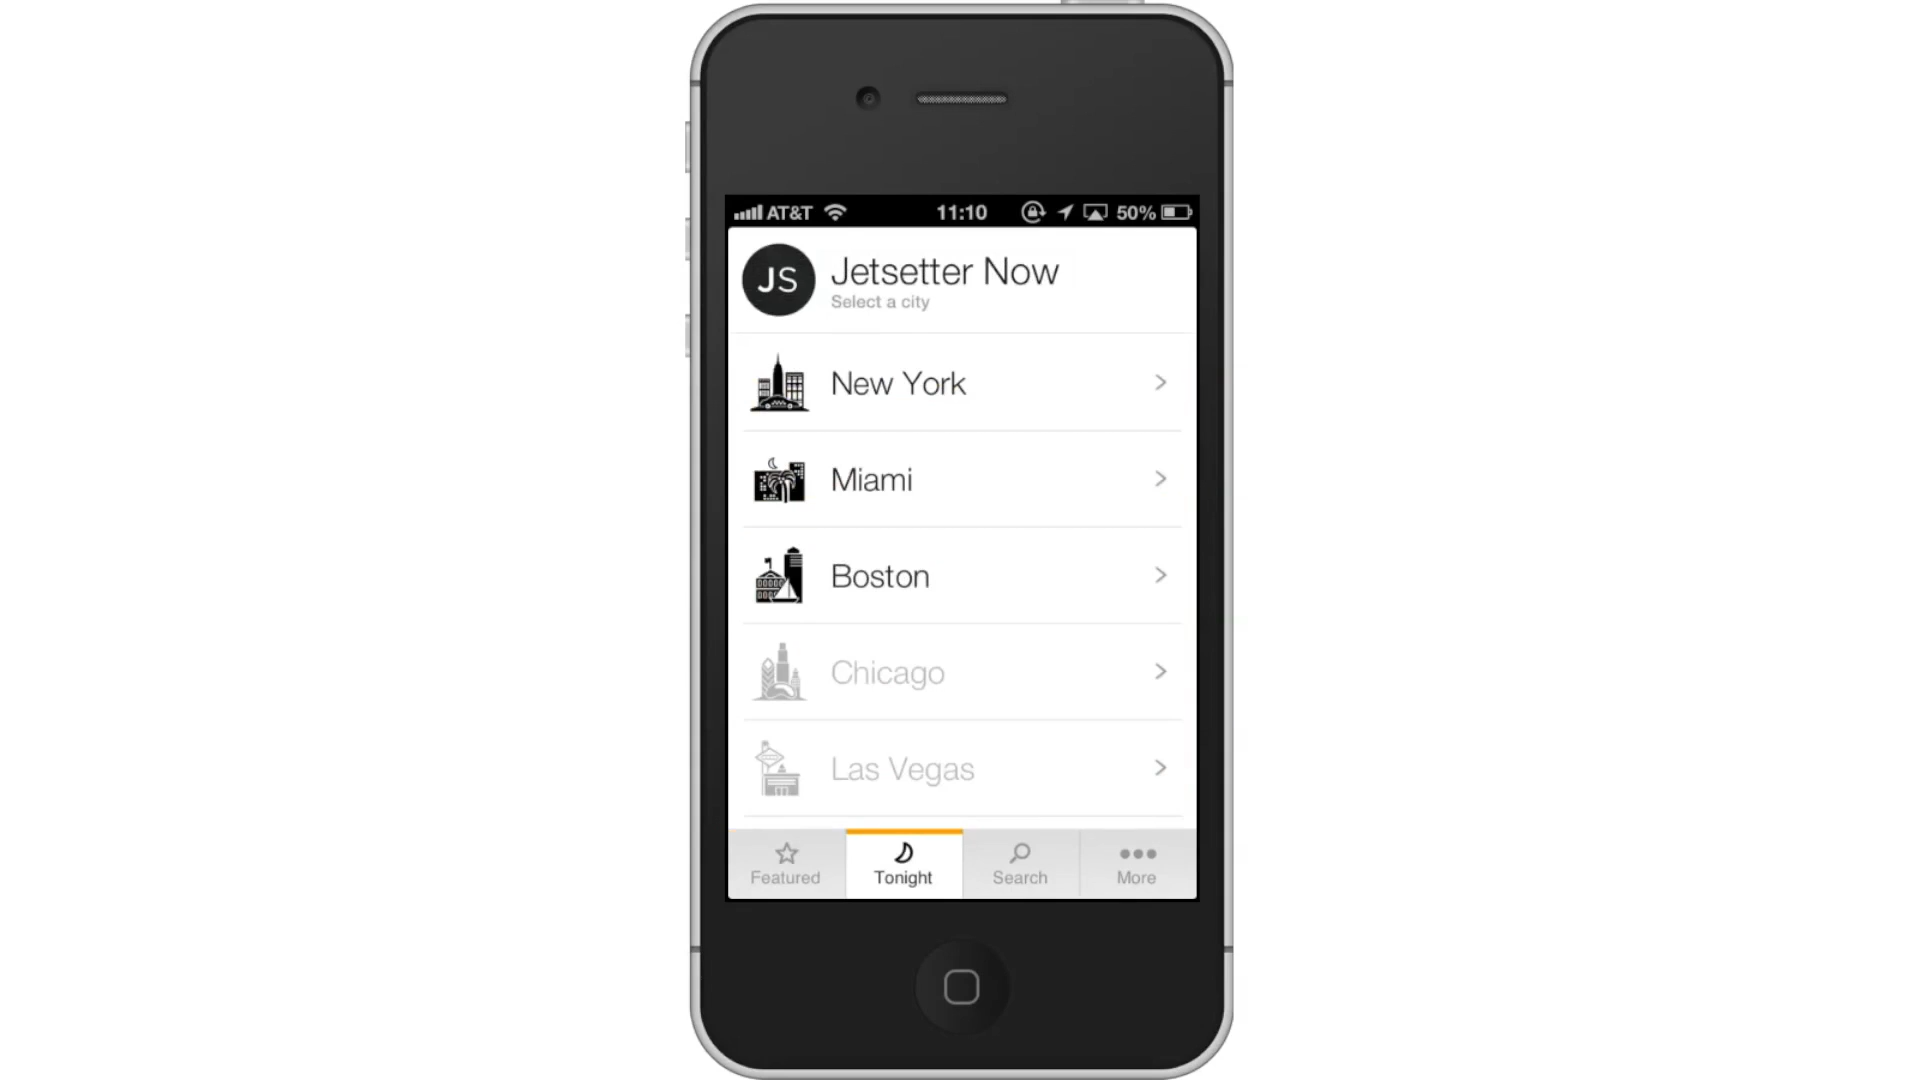 AT&T 11:10 50%
JS Jetsetter Now
Select a city
New York
Miami
Boston
Chicago
Las Vegas
Featured Tonight Search More